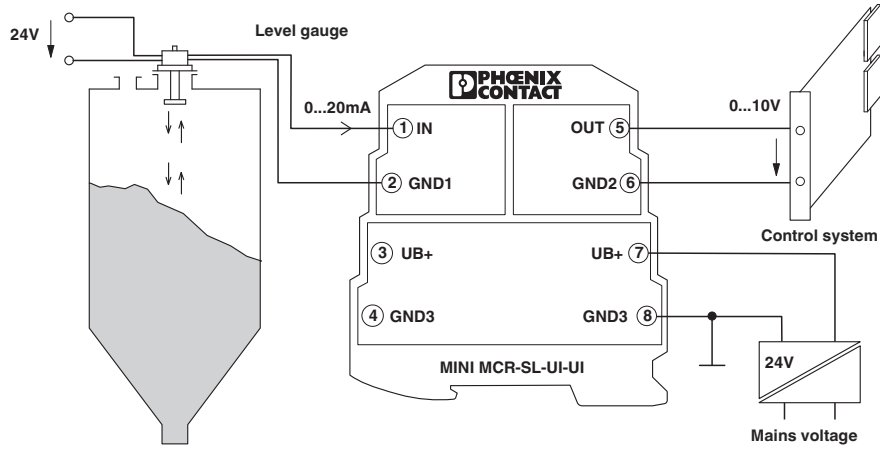 24V
Level gauge
PHŒNIX
CONTACT
0...20mA
0...10V
1 IN
OUT 5
2 GND1
GND2 6
Control system
3 UB+
UB+ 7
4 GND3
GND3 8
24V
MINI MCR-SL-UI-UI
Mains voltage